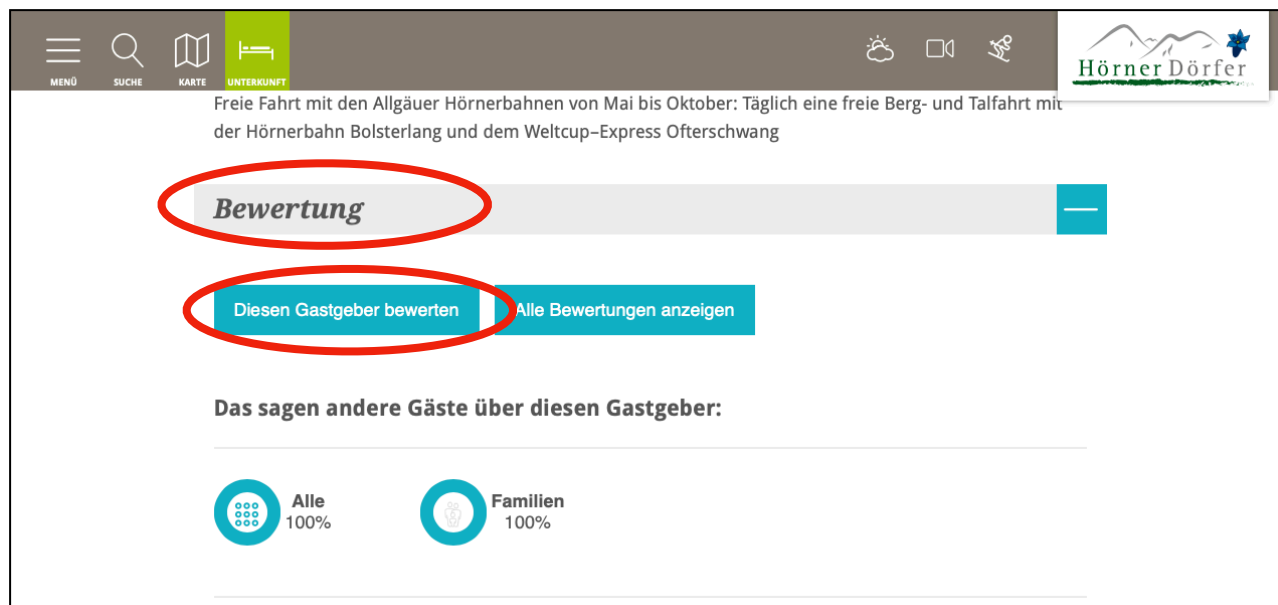 MENÜ
SUCHE
KARTE
UNTERKUNFT
HörnerDörfer
Freie Fahrt mit den Allgäuer Hörnerbahnen von Mai bis Oktober: Täglich eine freie Berg- und Talfahrt mit
der Hörnerbahn Bolsterlang und dem Weltcup–Express Ofterschwang
Bewertung
Diesen Gastgeber bewerten
Alle Bewertungen anzeigen
Das sagen andere Gäste über diesen Gastgeber:
Alle
100%
Familien
100%